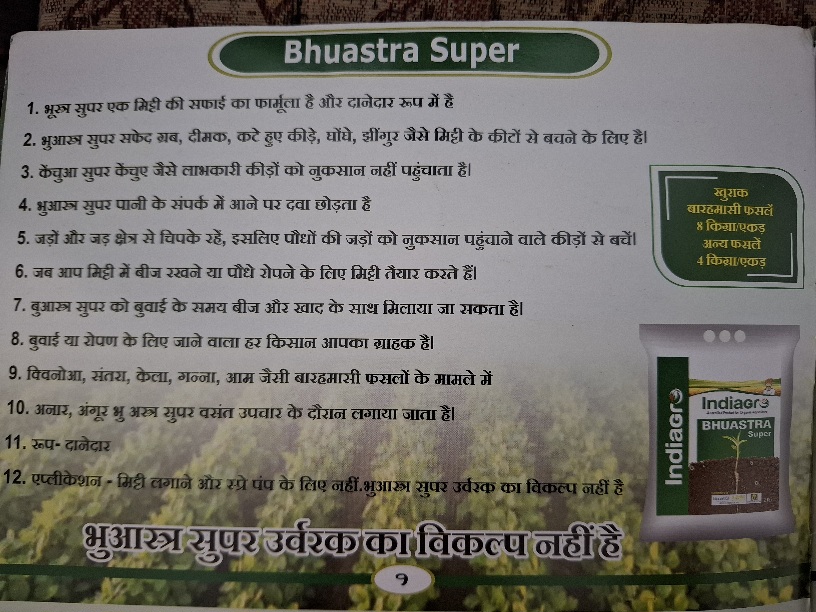 Bhuastra Super
1. भूस्त्र सुपर एक मिट्टी की सफाई का फार्मूला है और दानेदार रूप में है
2. भुआस्त्र सुपर सफेद ग्रब, दीमक, कटे हुए कीड़े, घोंघे, झींगुर जैसे मिट्टी के कीटों से बचने के लिए है।
3. केंचुआ सुपर केंचुए जैसे लाभकारी कीड़ों को नुकसान नहीं पहुंचाता है।
4. भुआस्त्र सुपर पानी के संपर्क में आने पर दवा छोड़ता है
5. जड़ों और जड़ क्षेत्र से चिपके रहें, इसलिए पौधों की जड़ों को नुकसान पहुंचाने वाले कीड़ों से बचें।
6. जब आप मिट्टी में बीज रखने या पौधे रोपने के लिए मिट्टी तैयार करते हैं।
7. बुआस्त्र सुपर को बुवाई के समय बीज और खाद के साथ मिलाया जा सकता है।
8. बुवाई या रोपण के लिए जाने वाला हर किसान आपका ग्राहक है।
9. विवनोआ, संतरा, केला, गन्ना, आम जैसी बारहमासी फसलों के मामले में
10. अनार, अंगूर भु अस्त्र सुपर वसंत उपचार के दौरान लगाया जाता है।
11. रूप- दानेदार
12. एप्लीकेशन - मिट्टी लगाने और स्प्रे पंप के लिए नहीं.भुआस्त्र सुपर उर्वरक का विकल्प नहीं है
खुराक
बारहमासी फसलें
8 किग्रा/एकड़
अन्य फसलें
4 किग्रा/एकड़
Indiagro
Indiagro
BHUASTRA
Super
भुआस्त्र सुपर उर्वरक का विकल्प नहीं है
१